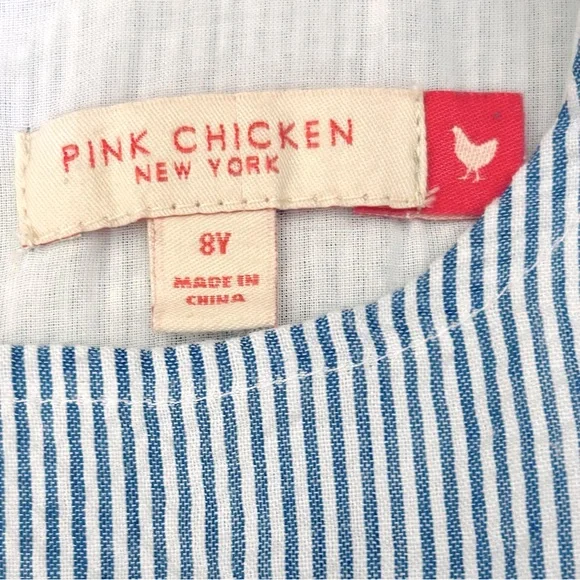 PINK CHICKEN
NEW YORK
8Y
MADE IN
CHINA